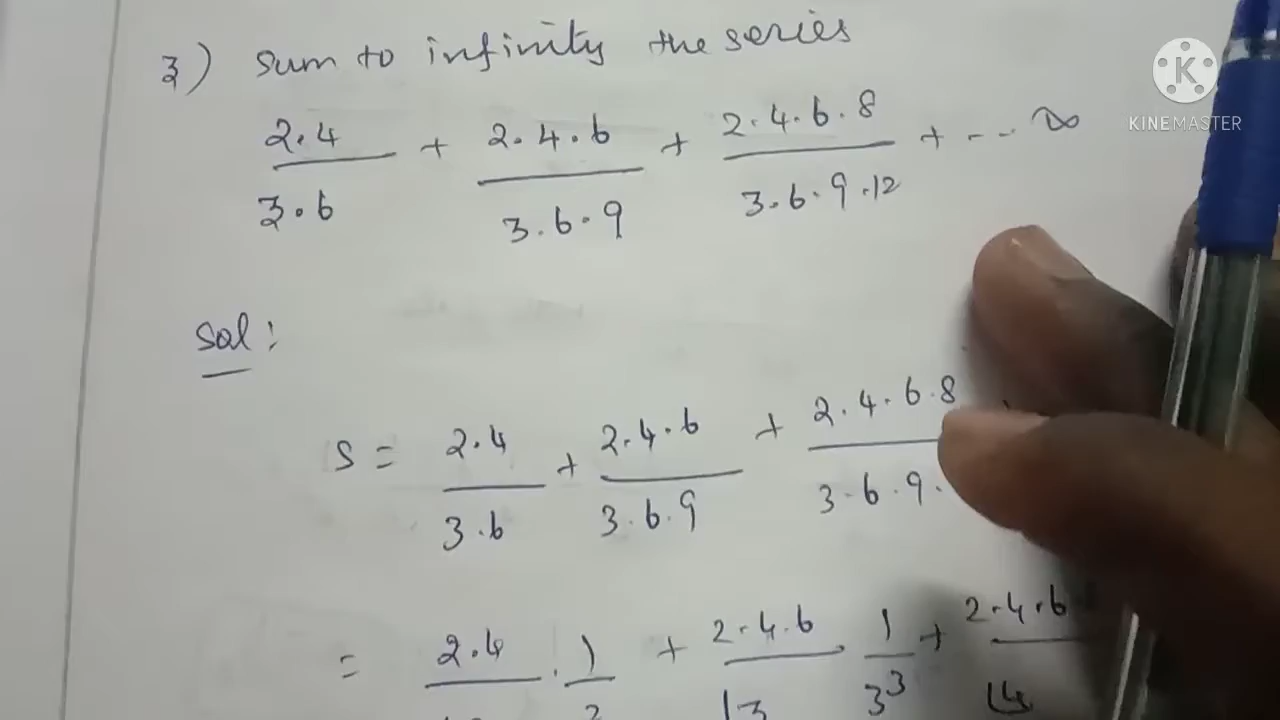 3) Sum to infinity the series
2.4/3.6 + 2.4.6/3.6.9 + 2.4.6.8/3.6.9.12 + --- ∞
K
KINEMASTER
Sol:
S = 2.4/3.6 + 2.4.6/3.6.9 + 2.4.6.8/3.6.9.
= 2.4 . 1 + 2.4.6/13 1/3³ + 2.4.6/14